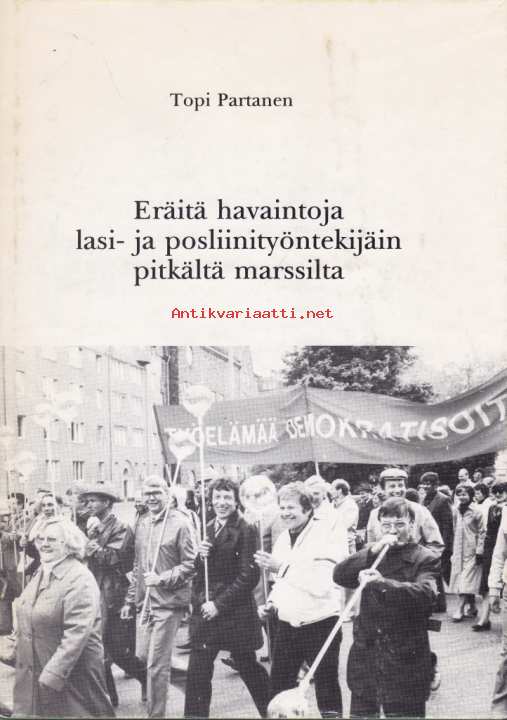 Topi Partanen
Eräitä havaintoja
lasi- ja posliinityöntekijäin
pitkältä marssilta
Antikvariaatti.net
TYÖELÄMÄÄ DEMOKRATISOIT